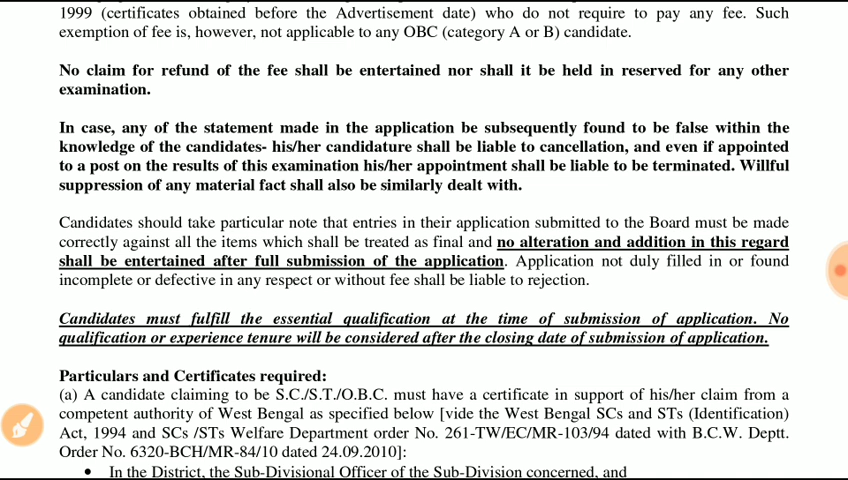 1999 (certificates obtained before the Advertisement date) who do not require to pay any fee. Such
exemption of fee is, however, not applicable to any OBC (category A or B) candidate.
No claim for refund of the fee shall be entertained nor shall it be held in reserved for any other
examination.
In case, any of the statement made in the application be subsequently found to be false within the
knowledge of the candidates- his/her candidature shall be liable to cancellation, and even if appointed
to a post on the results of this examination his/her appointment shall be liable to be terminated. Willful
suppression of any material fact shall also be similarly dealt with.
Candidates should take particular note that entries in their application submitted to the Board must be made
correctly against all the items which shall be treated as final and no alteration and addition in this regard
shall be entertained after full submission of the application. Application not duly filled in or found
incomplete or defective in any respect or without fee shall be liable to rejection.
Candidates must fulfill the essential qualification at the time of submission of application. No
qualification or experience tenure will be considered after the closing date of submission of application.
Particulars and Certificates required:
(a) A candidate claiming to be S.C./S.T./O.B.C. must have a certificate in support of his/her claim from a
competent authority of West Bengal as specified below [vide the West Bengal SCs and STs (Identification)
Act, 1994 and SCs /STs Welfare Department order No. 261-TW/EC/MR-103/94 dated with B.C.W. Deptt.
Order No. 6320-BCH/MR-84/10 dated 24.09.2010]:
• In the District, the Sub-Divisional Officer of the Sub-Division concerned, and